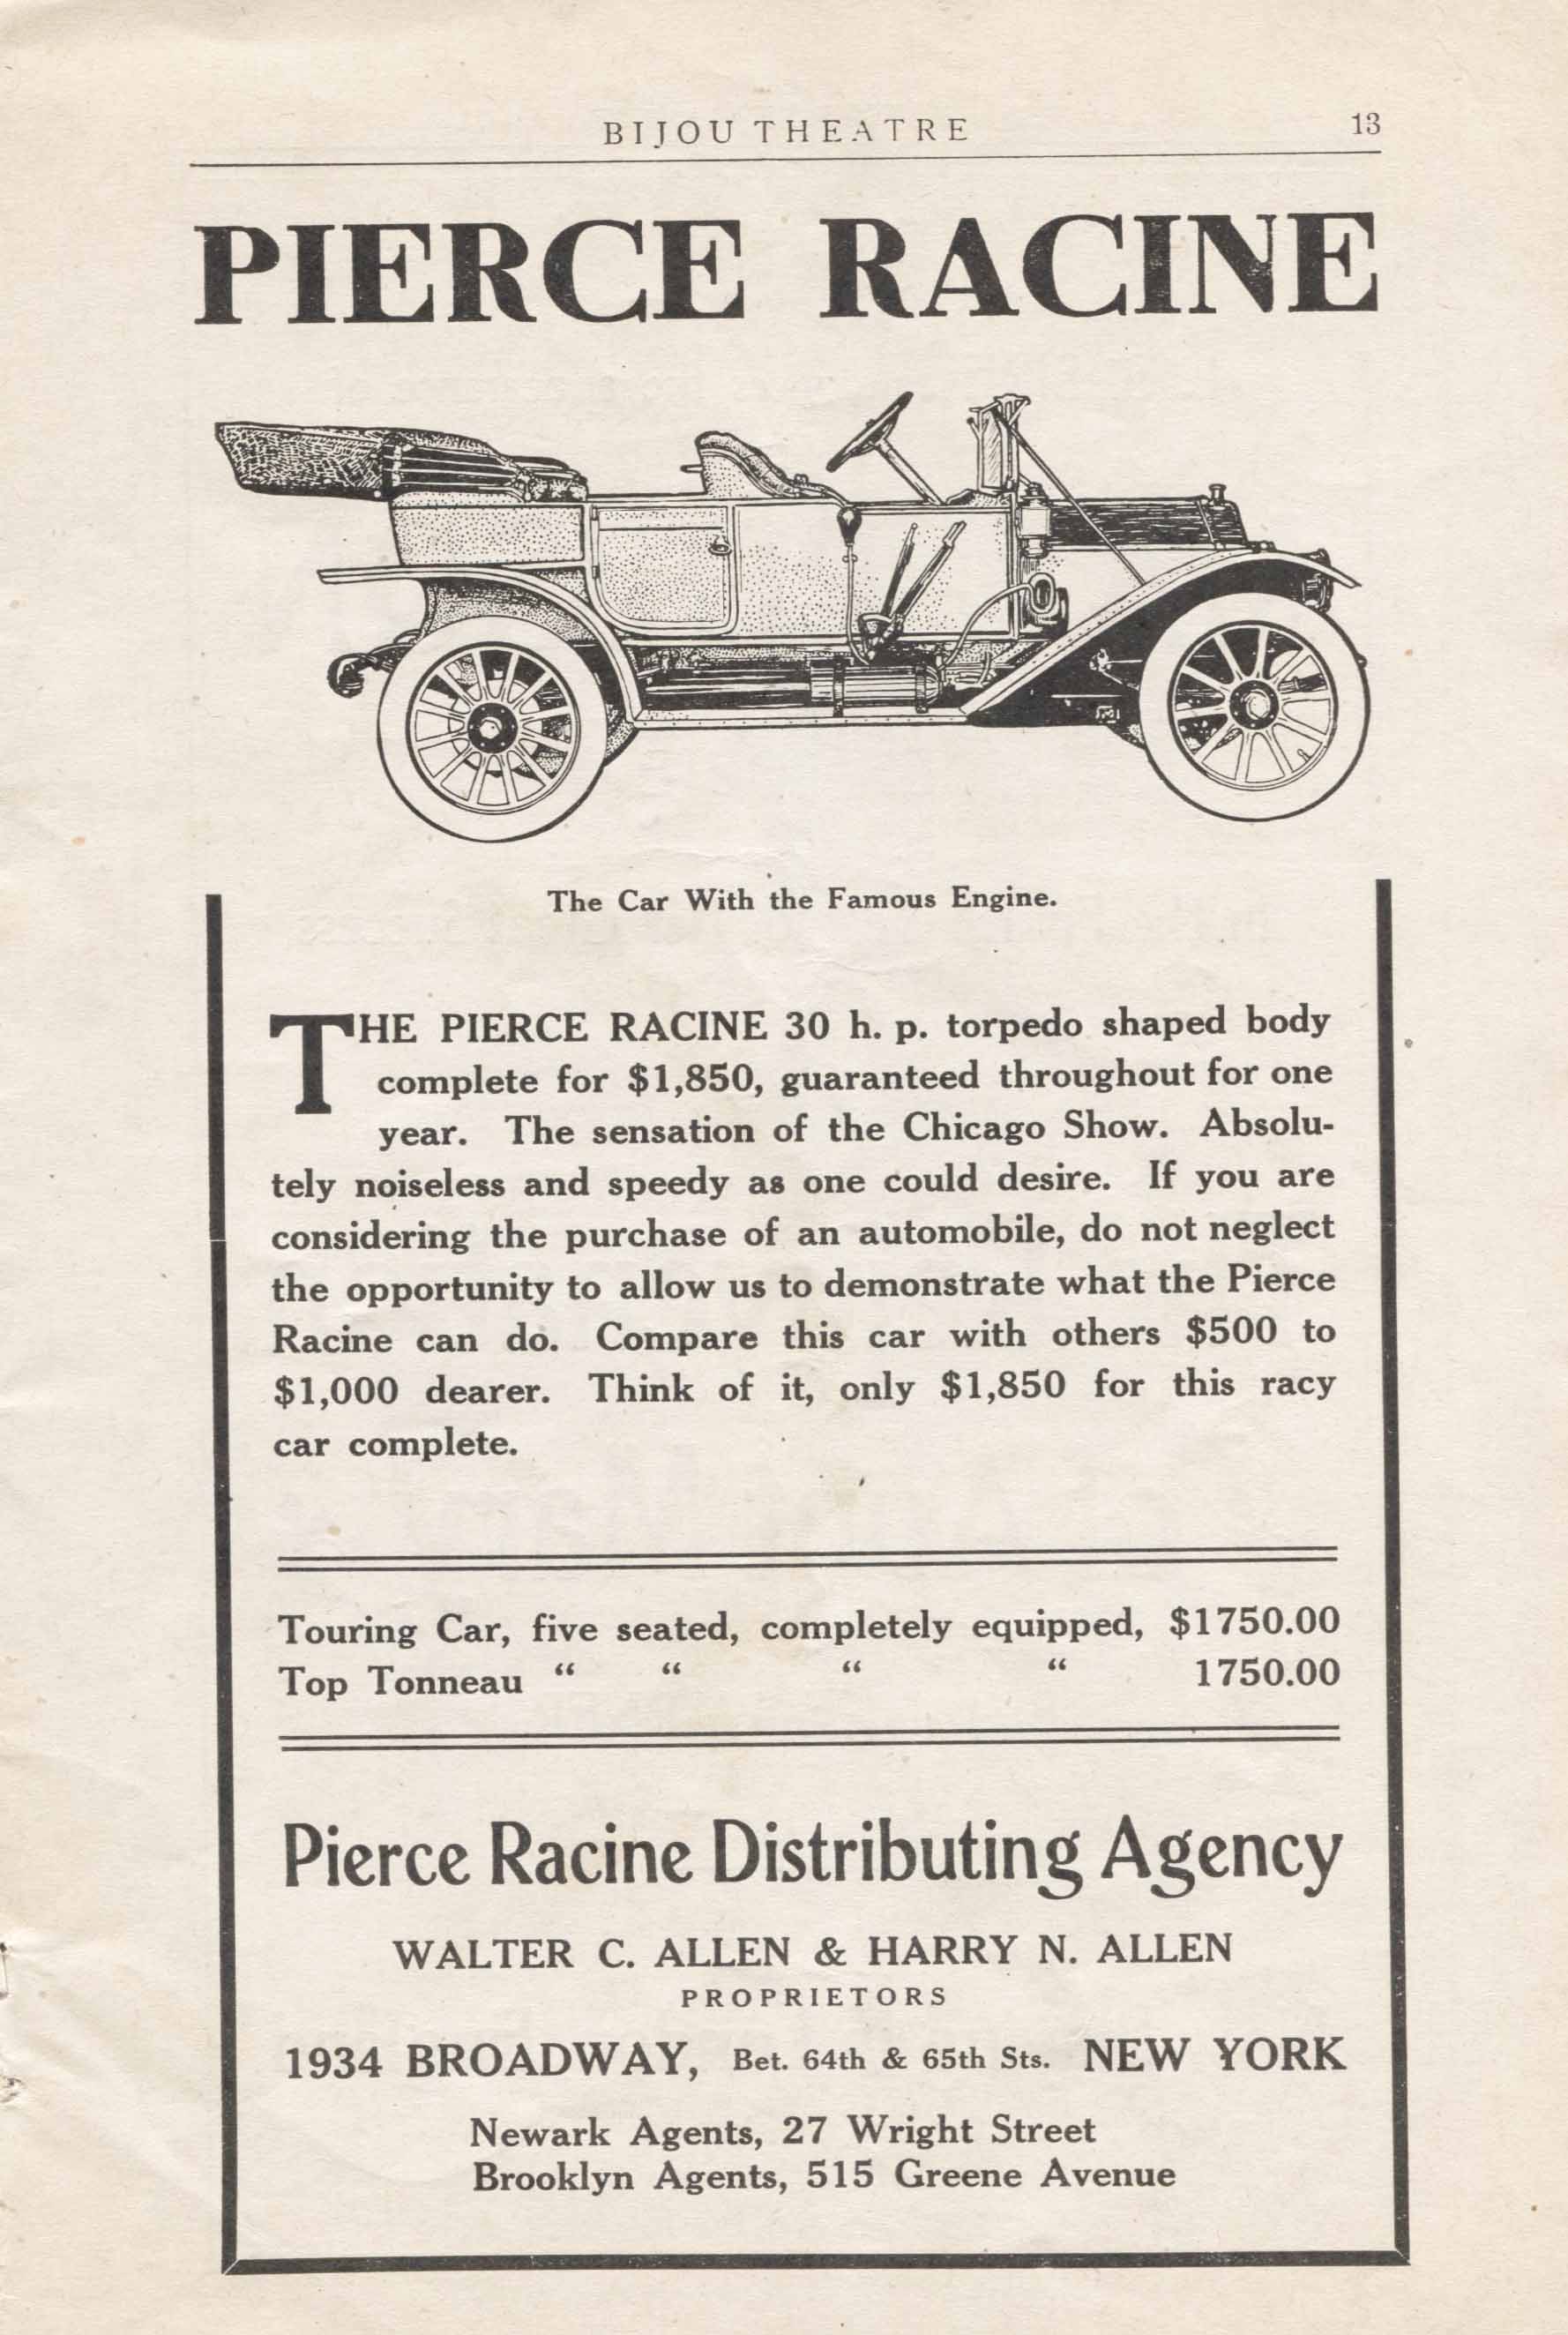 BIJOU THEATRE 13
PIERCE RACINE
The Car With the Famous Engine.
THE PIERCE RACINE 30 h. p. torpedo shaped body
complete for $1,850, guaranteed throughout for one
year. The sensation of the Chicago Show. Absolu-
tely noiseless and speedy as one could desire. If you are
considering the purchase of an automobile, do not neglect
the opportunity to allow us to demonstrate what the Pierce
Racine can do. Compare this car with others $500 to
$1,000 dearer. Think of it, only $1,850 for this racy
car complete.
Touring Car, five seated, completely equipped, $1750.00
Top Tonneau “ “ “ “ 1750.00
Pierce Racine Distributing Agency
WALTER C. ALLEN & HARRY N. ALLEN
PROPRIETORS
1934 BROADWAY, Bet. 64th & 65th Sts. NEW YORK
Newark Agents, 27 Wright Street
Brooklyn Agents, 515 Greene Avenue